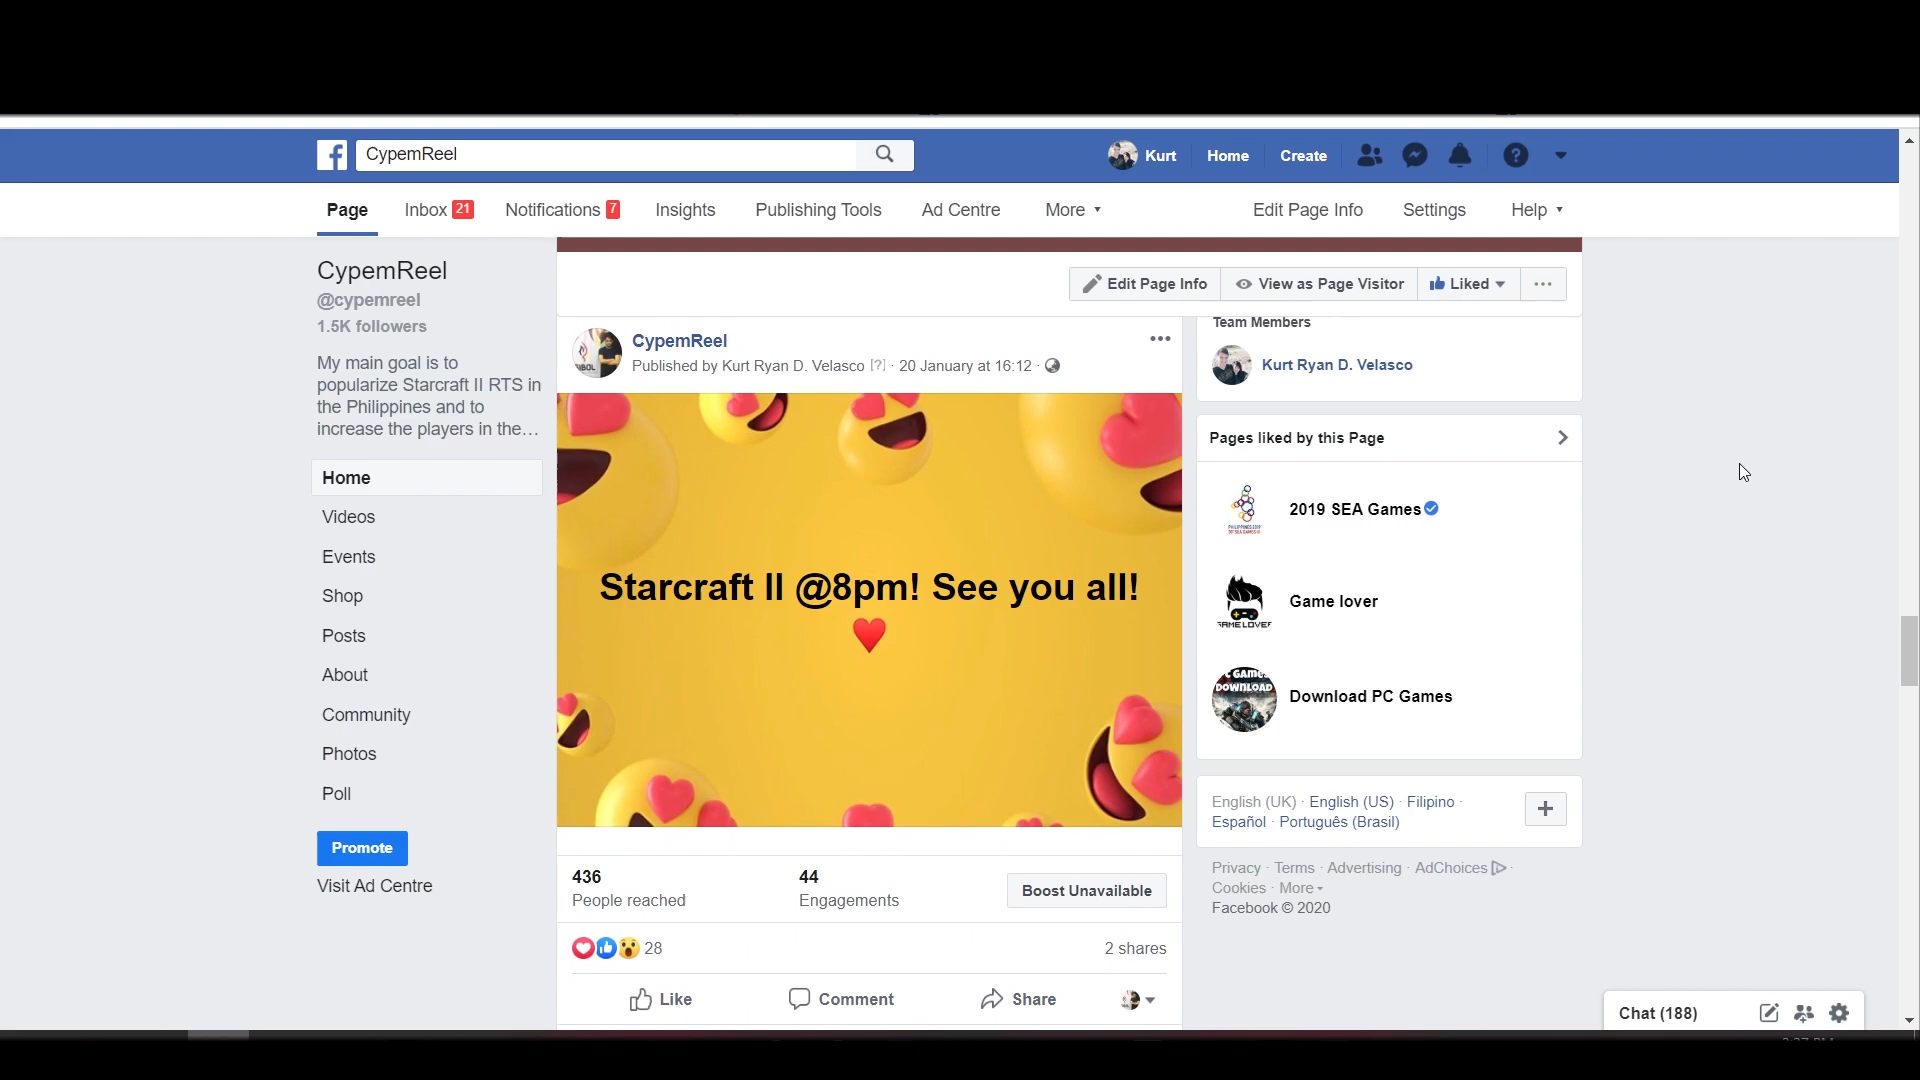 CypemReel
Kurt
Home
Create
Page
Inbox 21
Notifications 7
Insights
Publishing Tools
Ad Centre
More
Edit Page Info
Settings
Help
CypemReel
@cypemreel
1.5K followers
My main goal is to
popularize Starcraft II RTS in
the Philippines and to
increase the players in the...
Home
Videos
Events
Shop
Posts
About
Community
Photos
Poll
Promote
Visit Ad Centre
Edit Page Info
View as Page Visitor
Liked
CypemReel
Published by Kurt Ryan D. Velasco [?] · 20 January at 16:12 ·
Starcraft II @8pm! See you all!
436
People reached
44
Engagements
Boost Unavailable
28
2 shares
Like
Comment
Share
Team Members
Kurt Ryan D. Velasco
Pages liked by this Page
2019 SEA Games
Game lover
Download PC Games
English (UK) · English (US) · Filipino ·
Español · Português (Brasil)
Privacy · Terms · Advertising · AdChoices ·
Cookies · More
Facebook © 2020
Chat (188)